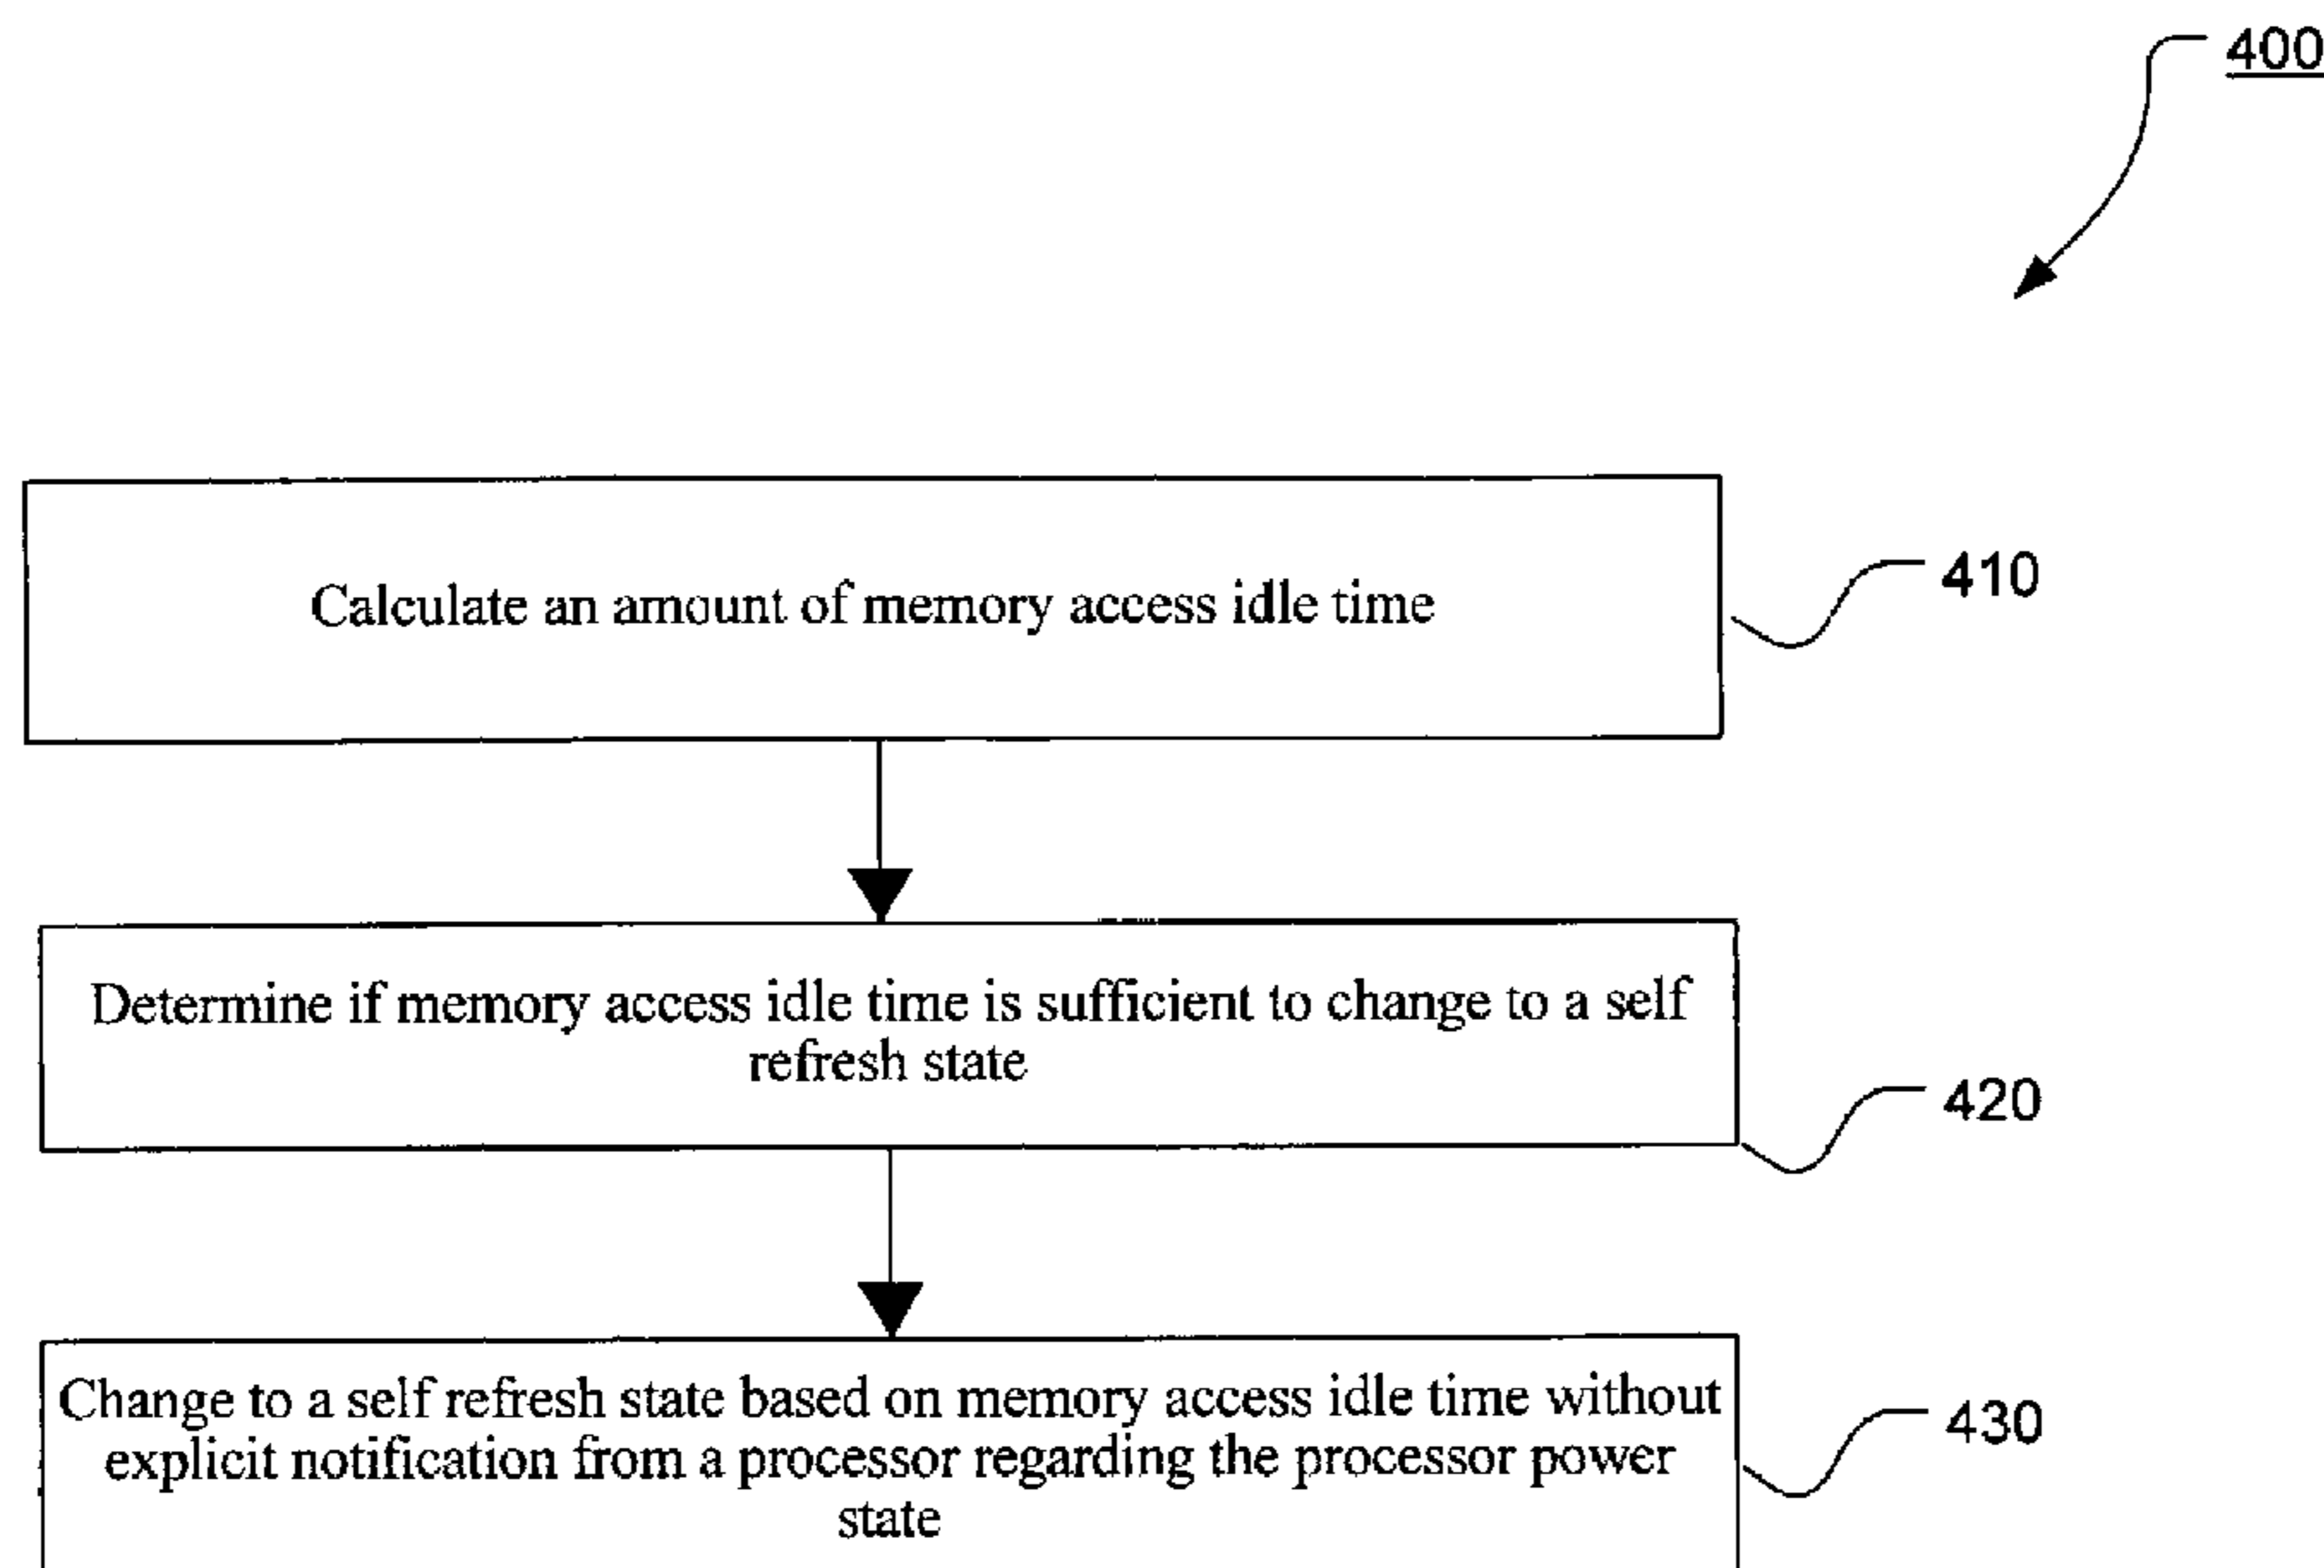 400
Calculate an amount of memory access idle time
410
Determine if memory access idle time is sufficient to change to a self
refresh state
420
Change to a self refresh state based on memory access idle time without
explicit notification from a processor regarding the processor power
state
430